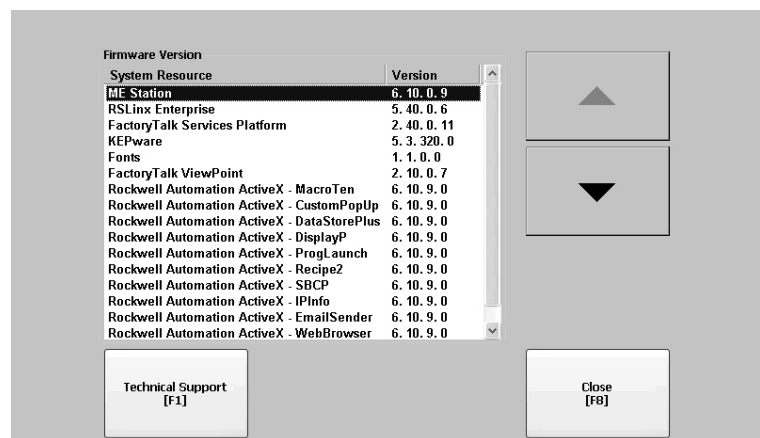 Firmware Version
System Resource Version
ME Station 6. 10. 0. 9
RSLinx Enterprise 5. 40. 0. 6
FactoryTalk Services Platform 2. 40. 0. 11
KEPware 5. 3. 320. 0
Fonts 1. 1. 0. 0
FactoryTalk ViewPoint 2. 10. 0. 7
Rockwell Automation ActiveX - MacroTen 6. 10. 9. 0
Rockwell Automation ActiveX - CustomPopUp 6. 10. 9. 0
Rockwell Automation ActiveX - DataStorePlus 6. 10. 9. 0
Rockwell Automation ActiveX - DisplayP 6. 10. 9. 0
Rockwell Automation ActiveX - ProgLaunch 6. 10. 9. 0
Rockwell Automation ActiveX - Recipe2 6. 10. 9. 0
Rockwell Automation ActiveX - SBCP 6. 10. 9. 0
Rockwell Automation ActiveX - IPInfo 6. 10. 9. 0
Rockwell Automation ActiveX - EmailSender 6. 10. 9. 0
Rockwell Automation ActiveX - WebBrowser 6. 10. 9. 0
Technical Support
[F1]
Close
[F8]